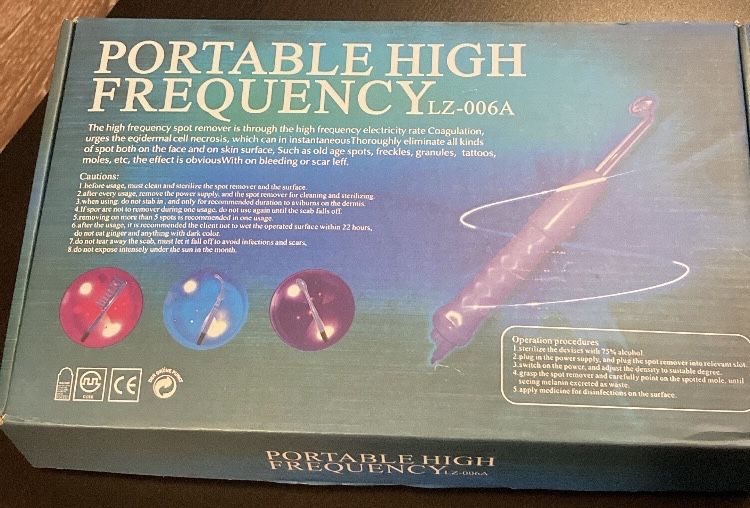 PORTABLE HIGH
FREQUENCY LZ-006A
The high frequency spot remover is through the high frequency electricity rate Coagulation,
urges the eqidermal cell necrosis, which can in instantaneousThoroughly eliminate all kinds
of spot both on the face and on skin surface, Such as old age spots, freckles, granules, tattoos,
moles, etc, the effect is obviousWith on bleeding or scar leff.
Cautions:
1.before usage, must clean and sterilize the spot remover and the surface.
2.after every usage, remove the power supply, and the spot remover for cleaning and sterilizing.
3.when using, do not stab in, and only for recommended duration to aviburns on the dermis.
4.If spor are not to remover during one usage, do not use again until the scab falls off.
5.removing on more than 5 spots is recommended in one usage.
6.after the usage, it is recommended the client not to wet the operated surface within 22 hours,
do not eat ginger and anything with dark color.
7.do not tear away the scab, must let it fall off to avoid infections and scars.
8.do not expose intensely under the sun in the month.
Operation procedures
1.sterilize the devises with 75% alcohol.
2.plug in the power supply, and plug the spot remover into relevant slot.
3.switch on the power, and adjust the density to suitable degree.
4.grasp the spot remover and carefully point on the spotted mole, until
seeing melanin excreted as waste.
5.apply medicine for disinfections on the surface.
CE
PORTABLE HIGH
FREQUENCY LZ-006A